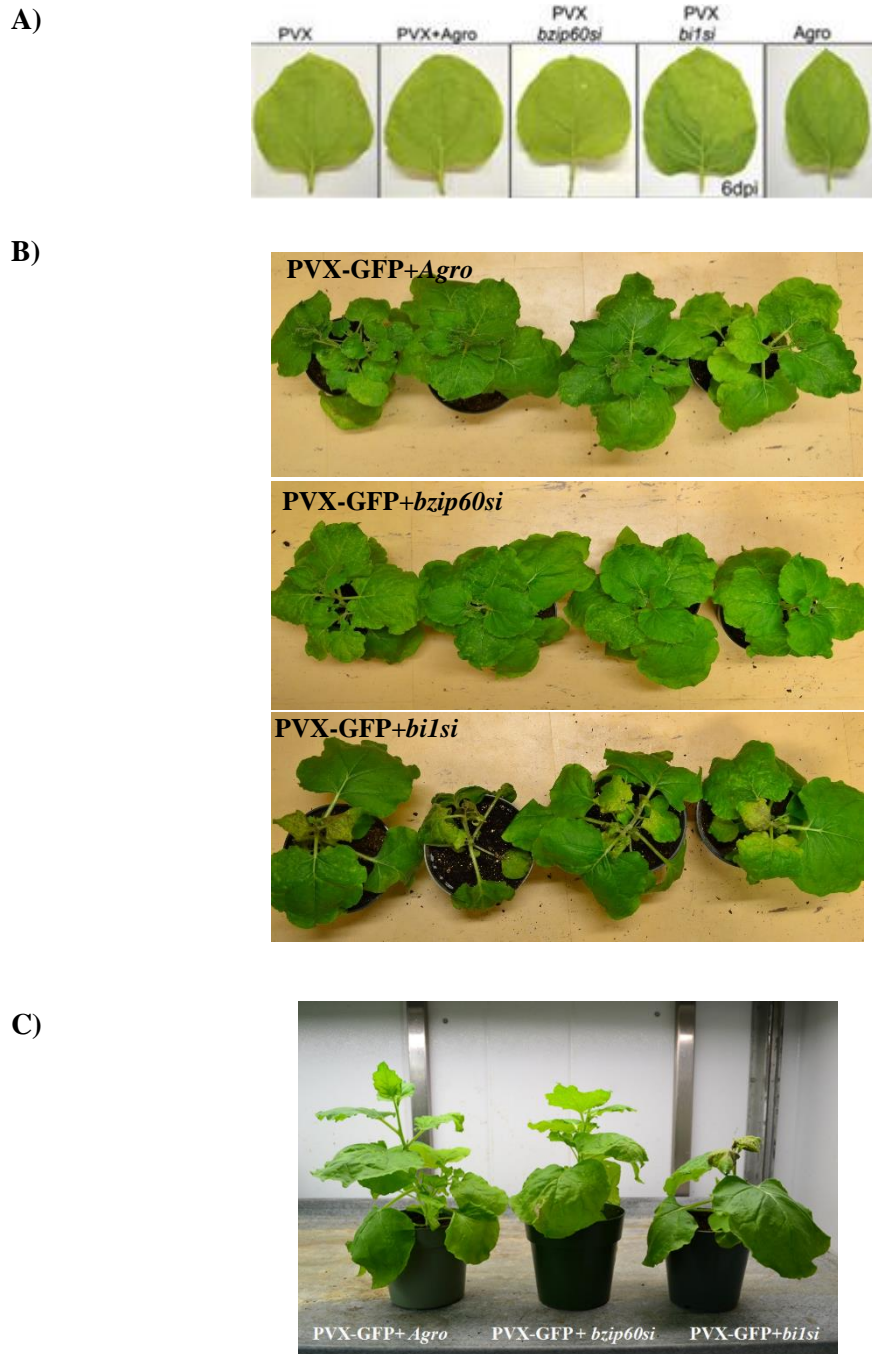 A)
PVX
PVX+Agro
PVX
bzip60si
PVX
bi1si
Agro
6dpi
B)
PVX-GFP+Agro
PVX-GFP+bzip60si
PVX-GFP+bi1si
C)
PVX-GFP+ Agro
PVX-GFP+ bzip60si
PVX-GFP+bi1si